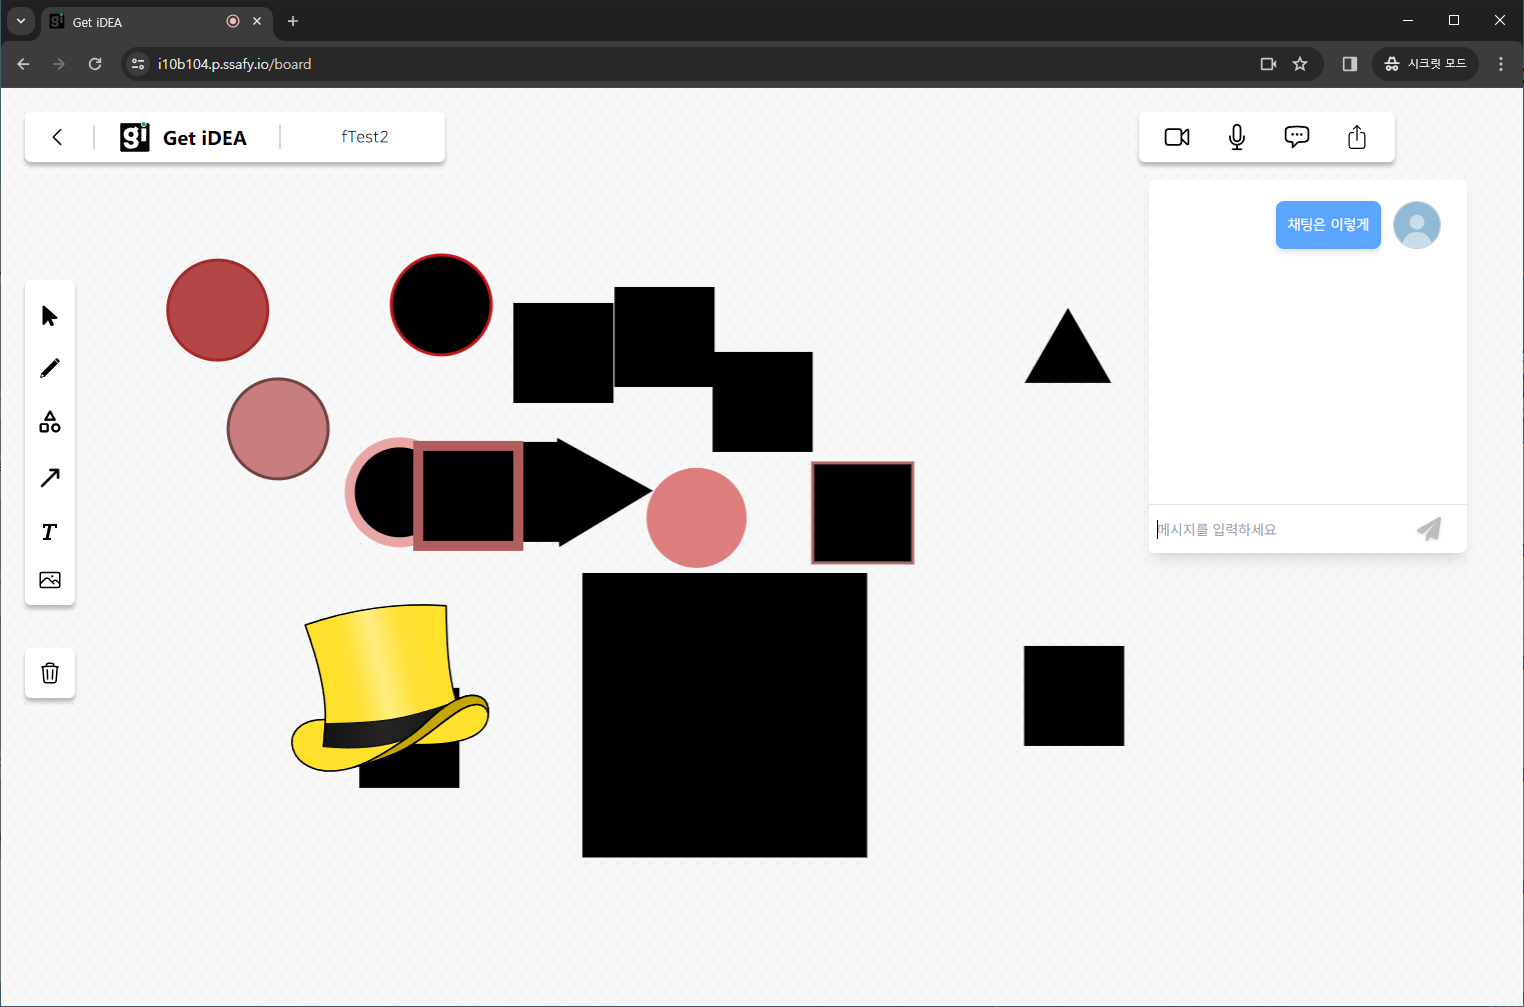 Get iDEA
i10b104.p.ssafy.io/board
시크릿 모드
gi
Get iDEA
fTest2
채팅은 이렇게
T
메시지를 입력하세요